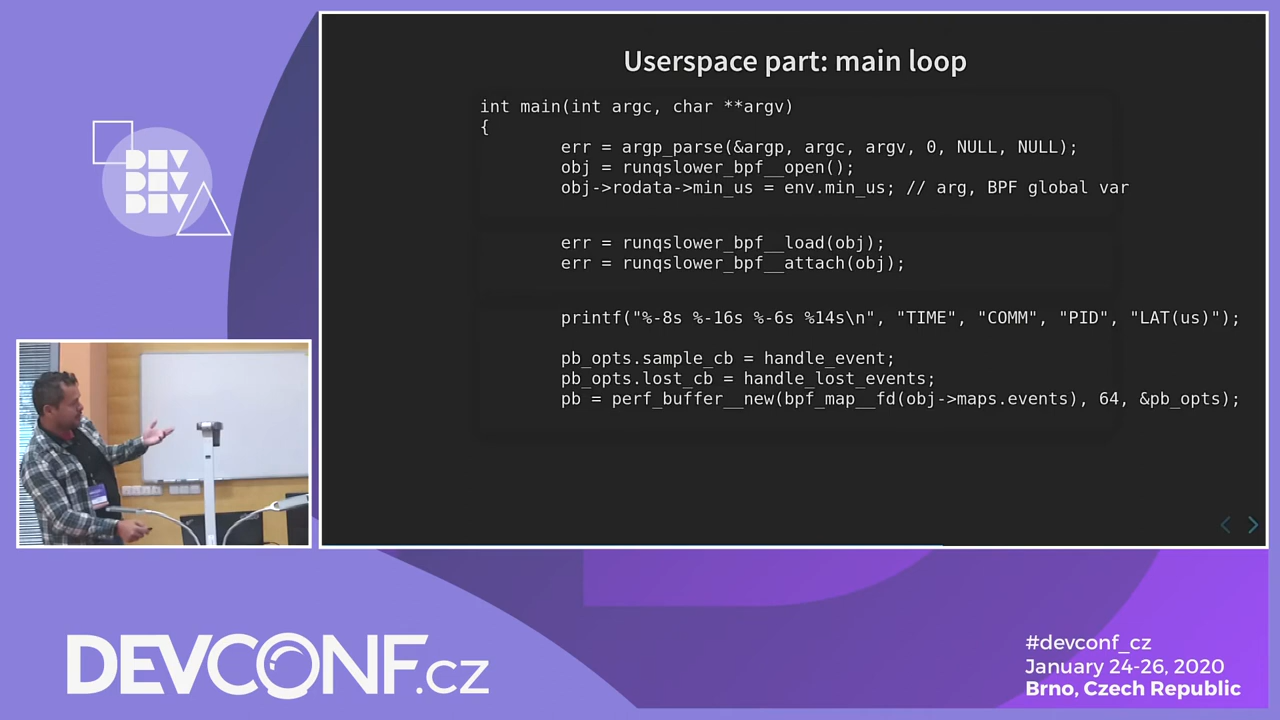 DEV
DEV
DEV
Userspace part: main loop
int main(int argc, char **argv)
{
err = argp_parse(&argp, argc, argv, 0, NULL, NULL);
obj = runqslower_bpf__open();
obj->rodata->min_us = env.min_us; // arg, BPF global var
err = runqslower_bpf__load(obj);
err = runqslower_bpf__attach(obj);
printf("%-8s %-16s %-6s %14s\n", "TIME", "COMM", "PID", "LAT(us)");
pb_opts.sample_cb = handle_event;
pb_opts.lost_cb = handle_lost_events;
pb = perf_buffer__new(bpf_map__fd(obj->maps.events), 64, &pb_opts);
DEVCONF.cz
#devconf_cz
January 24-26, 2020
Brno, Czech Republic